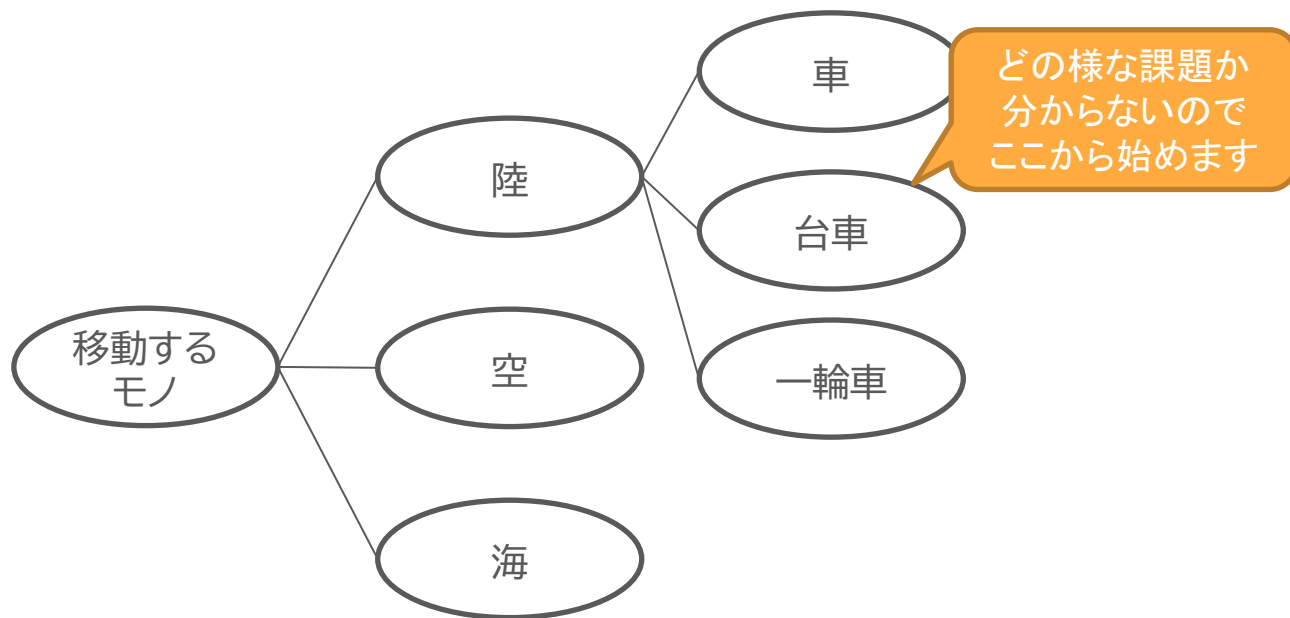 車
どの様な課題か
分からないので
ここから始めます
陸
台車
移動する
モノ
空
一輪車
海